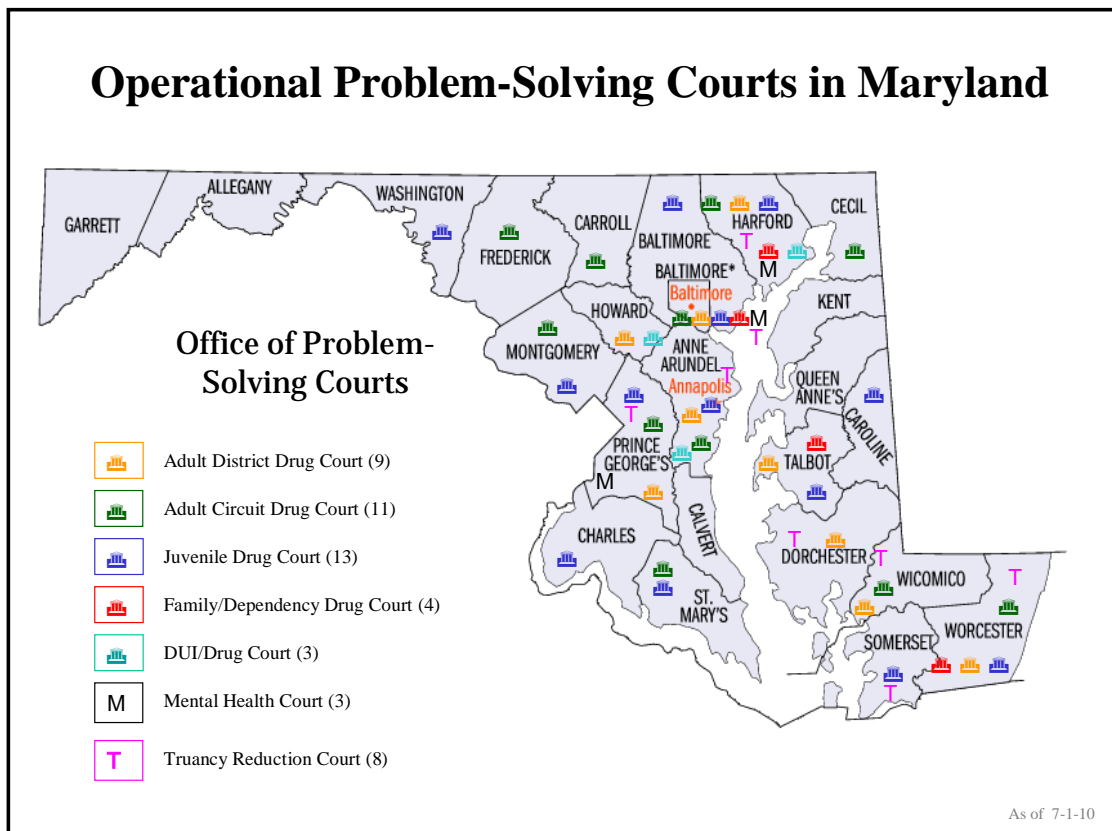 Operational Problem-Solving Courts in Maryland
GARRETT
ALLEGANY
WASHINGTON
FREDERICK
CARROLL
BALTIMORE
HARFORD
CECIL
T
M
BALTIMORE*
Baltimore
M
T
KENT
HOWARD
MONTGOMERY
ANNE
ARUNDEL
T
Annapolis
QUEEN
ANNE'S
CAROLINE
T
PRINCE
GEORGE'S
M
TALBOT
CALVERT
CHARLES
ST.
MARY'S
T
DORCHESTER
T
WICOMICO
T
SOMERSET
WORCESTER
T
Office of Problem-
Solving Courts
Adult District Drug Court (9)
Adult Circuit Drug Court (11)
Juvenile Drug Court (13)
Family/Dependency Drug Court (4)
DUI/Drug Court (3)
M Mental Health Court (3)
T Truancy Reduction Court (8)
As of 7-1-10